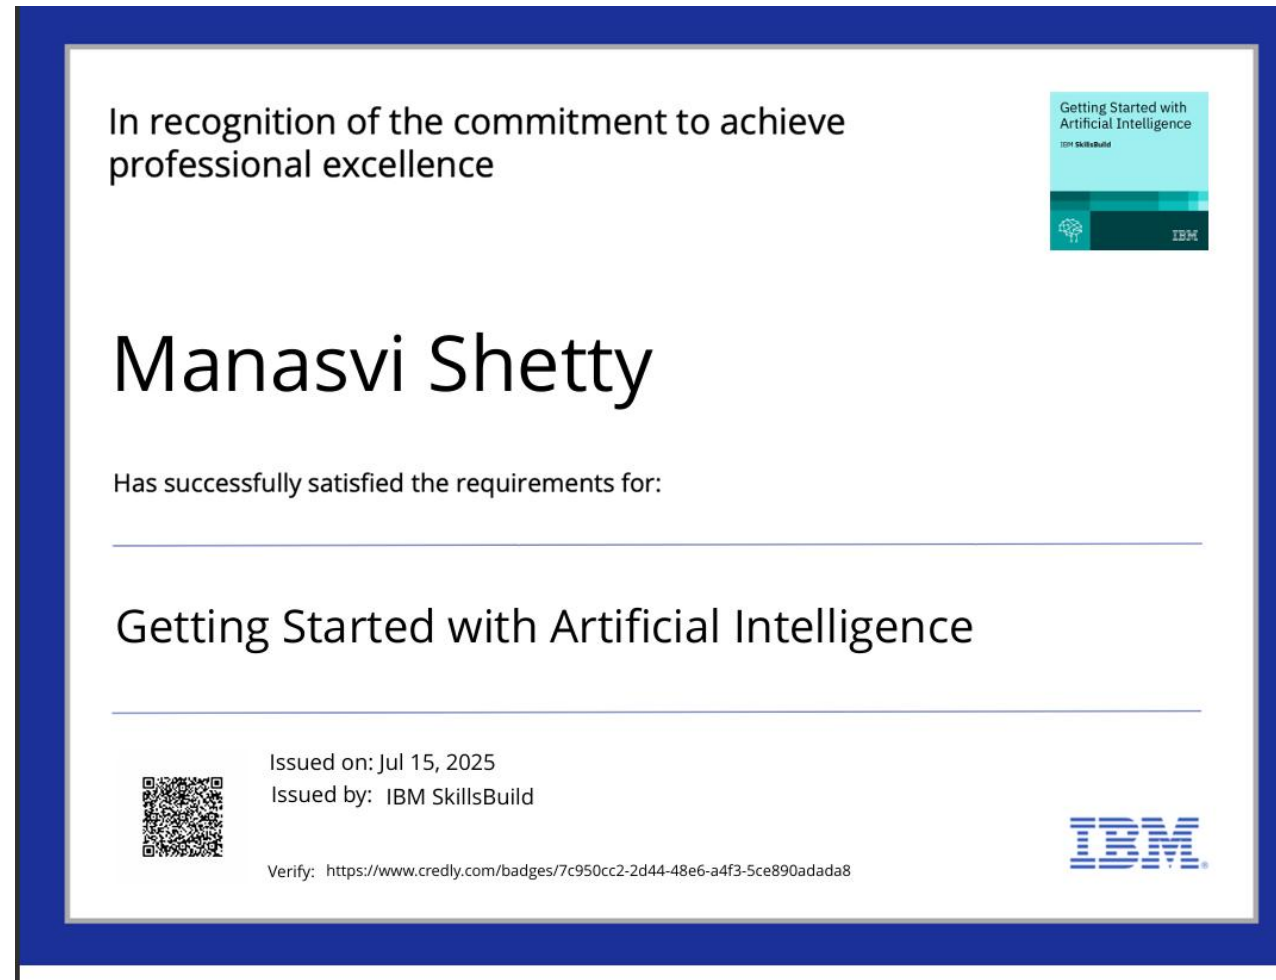 In recognition of the commitment to achieve
professional excellence
Getting Started with
Artificial Intelligence
IBM SkillsBuild
IBM
Manasvi Shetty
Has successfully satisfied the requirements for:
Getting Started with Artificial Intelligence
Issued on: Jul 15, 2025
Issued by: IBM SkillsBuild
Verify: https://www.credly.com/badges/7c950cc2-2d44-48e6-a4f3-5ce890adada8
IBM®